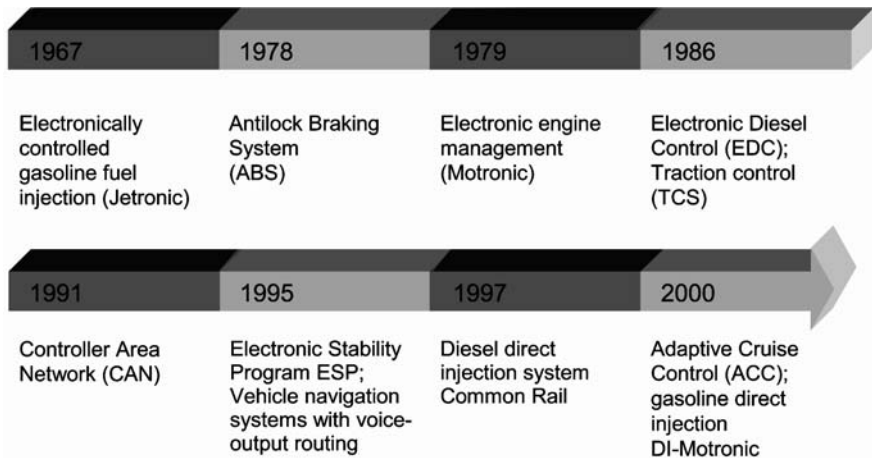 1967 1978 1979 1986
Electronically
controlled
gasoline fuel
injection (Jetronic)
Antilock Braking
System
(ABS)
Electronic engine
management
(Motronic)
Electronic Diesel
Control (EDC);
Traction control
(TCS)
1991 1995 1997 2000
Controller Area
Network (CAN)
Electronic Stability
Program ESP;
Vehicle navigation
systems with voice-
output routing
Diesel direct
injection system
Common Rail
Adaptive Cruise
Control (ACC);
gasoline direct
injection
DI-Motronic